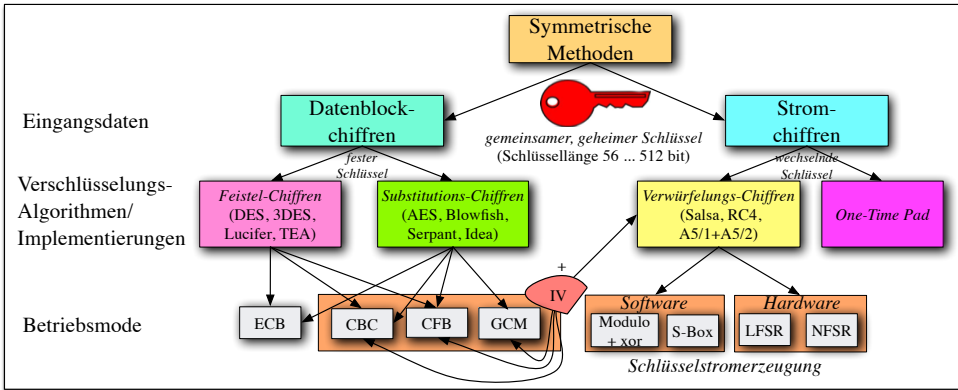 Symmetrische
Methoden
Eingangsdaten
Datenblock-
chiffren
gemeinsamer, geheimer Schlüssel
(Schlüssellänge 56 ... 512 bit)
Strom-
chiffren
fester
Schlüssel
wechselnde
Schlüssel
Verschlüsselungs-
Algorithmen/
Implementierungen
Feistel-Chiffren
(DES, 3DES,
Lucifer, TEA)
Substitutions-Chiffren
(AES, Blowfish,
Serpant, Idea)
Verwürfelungs-Chiffren
(Salsa, RC4,
A5/1+A5/2)
One-Time Pad
Betriebsmode
ECB
CBC
CFB
GCM
+
IV
Software
Modulo
+ xor
S-Box
Hardware
LFSR
NFSR
Schlüsselstromerzeugung